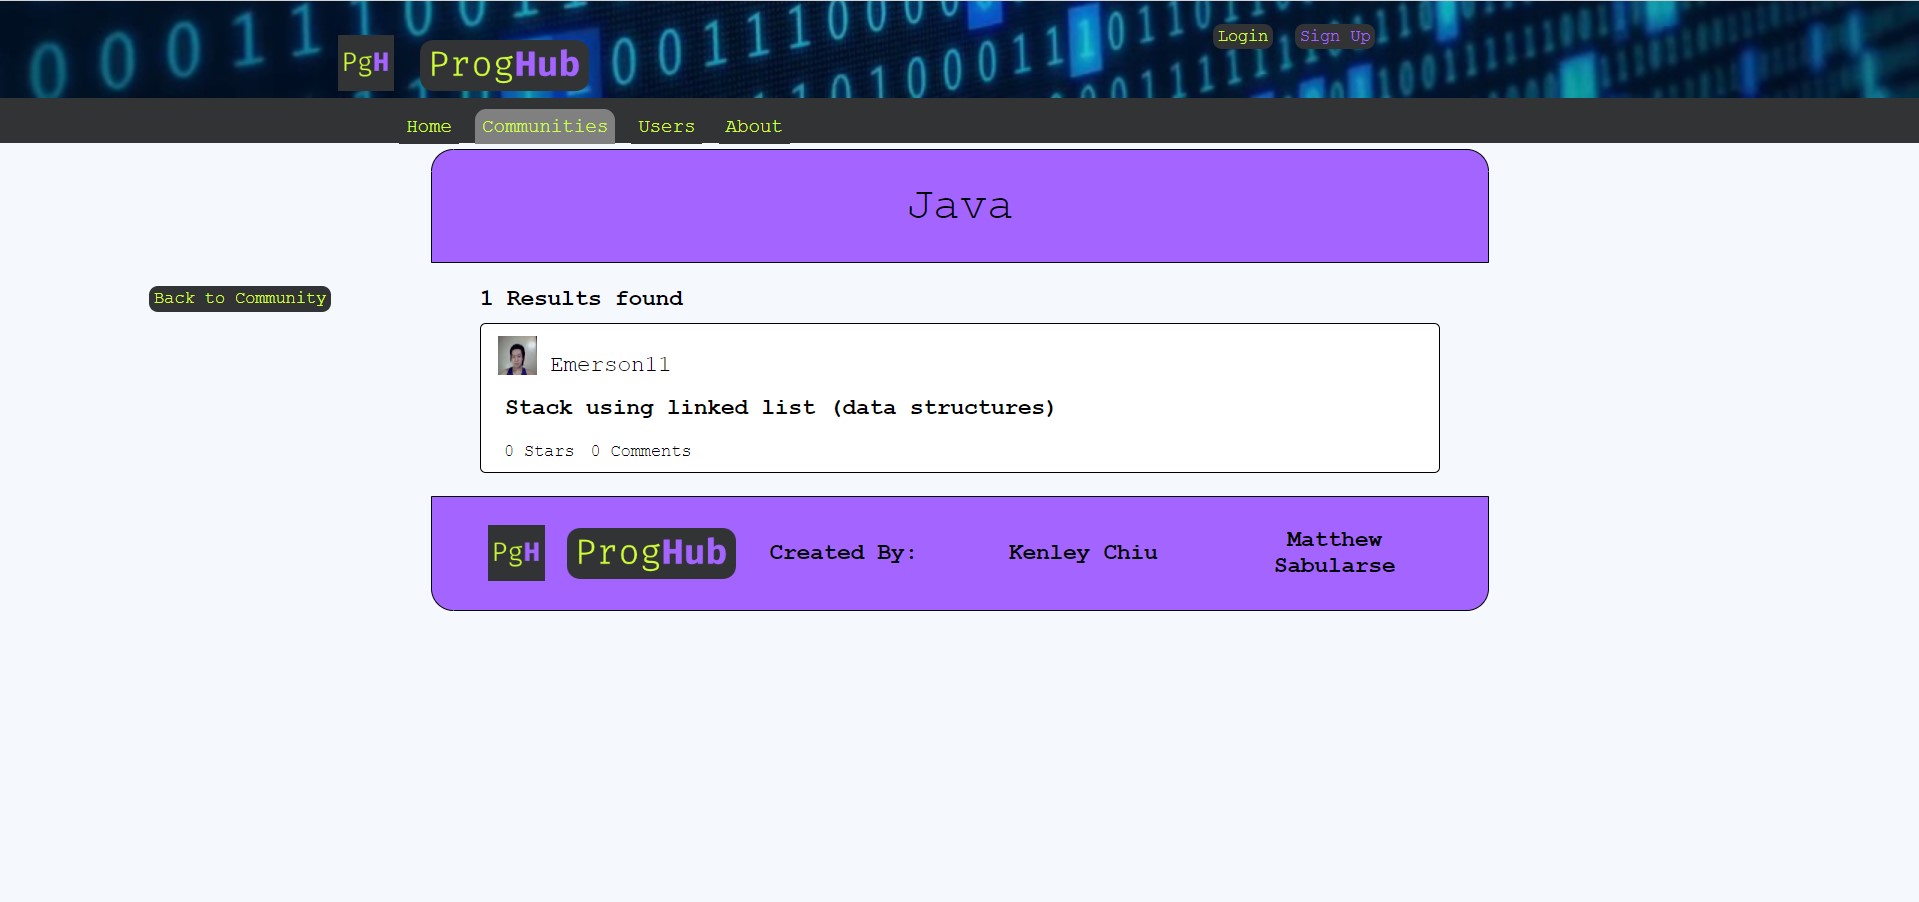 PgH ProgHub
Login Sign Up
Home Communities Users About
Java
Back to Community
1 Results found
Emerson11
Stack using linked list (data structures)
0 Stars 0 Comments
PgH ProgHub Created By: Kenley Chiu Matthew
Sabularse